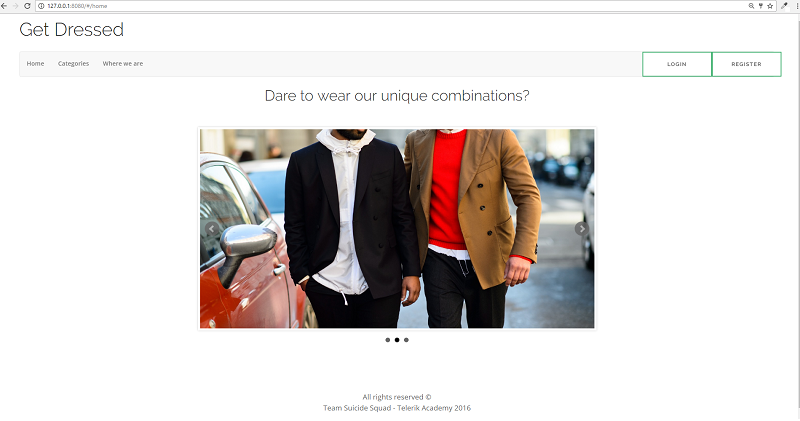 127.0.0.1:8080/#/home
Get Dressed
Home Categories Where we are LOGIN REGISTER
Dare to wear our unique combinations?
All rights reserved ©
Team Suicide Squad - Telerik Academy 2016